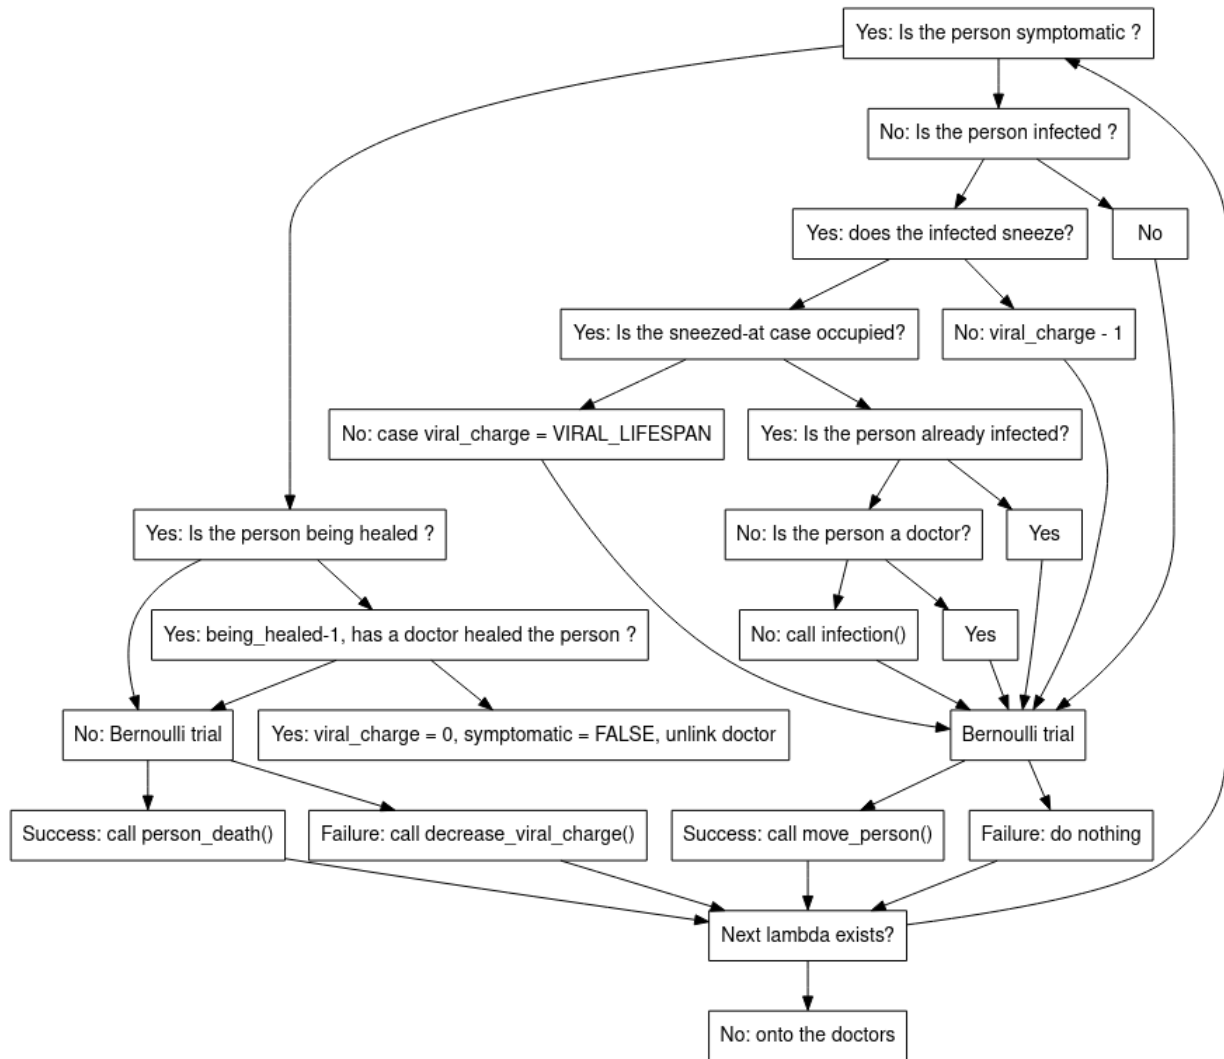 Yes: Is the person symptomatic ?
No: Is the person infected ?
Yes: does the infected sneeze?
No
Yes: Is the sneezed-at case occupied?
No: viral_charge - 1
No: case viral_charge = VIRAL_LIFESPAN
Yes: Is the person already infected?
Yes: Is the person being healed ?
No: Is the person a doctor?
Yes
Yes: being_healed-1, has a doctor healed the person ?
No: call infection()
Yes
No: Bernoulli trial
Yes: viral_charge = 0, symptomatic = FALSE, unlink doctor
Bernoulli trial
Success: call person_death()
Failure: call decrease_viral_charge()
Success: call move_person()
Failure: do nothing
Next lambda exists?
No: onto the doctors